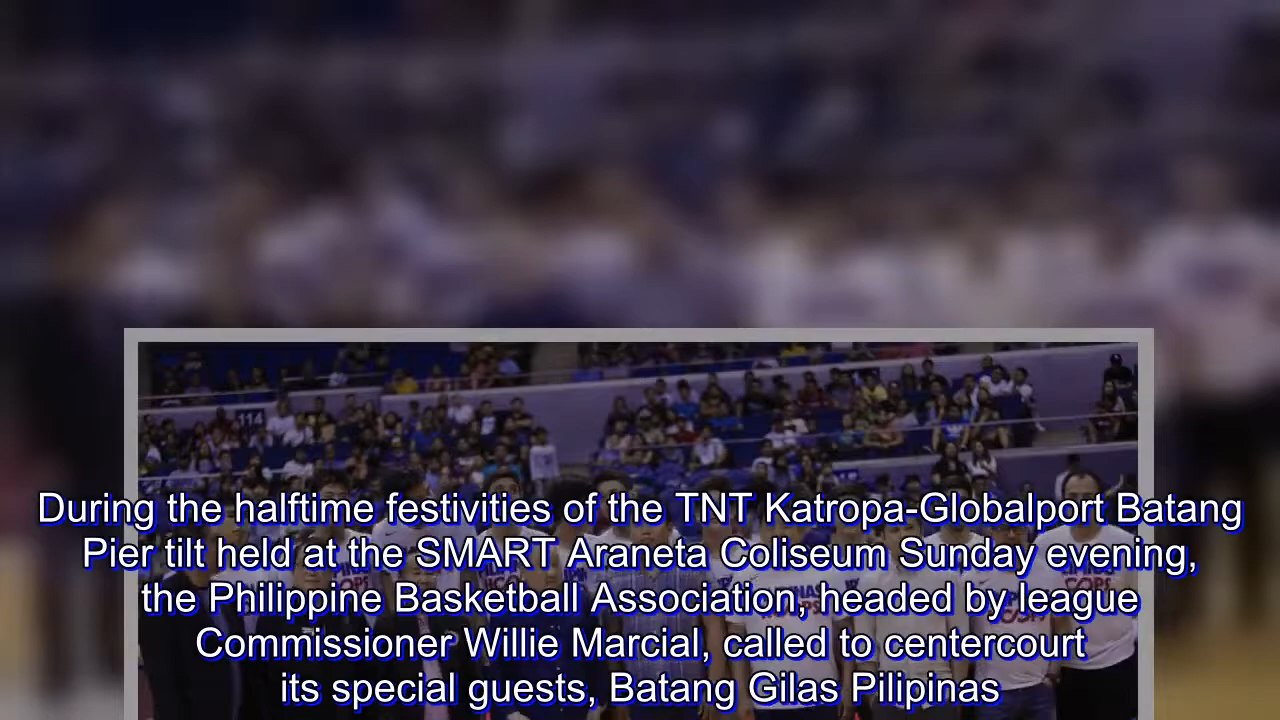 114
During the halftime festivities of the TNT Katropa-Globalport Batang
Pier tilt held at the SMART Araneta Coliseum Sunday evening,
the Philippine Basketball Association, headed by league
Commissioner Willie Marcial, called to centercourt
its special guests, Batang Gilas Pilipinas